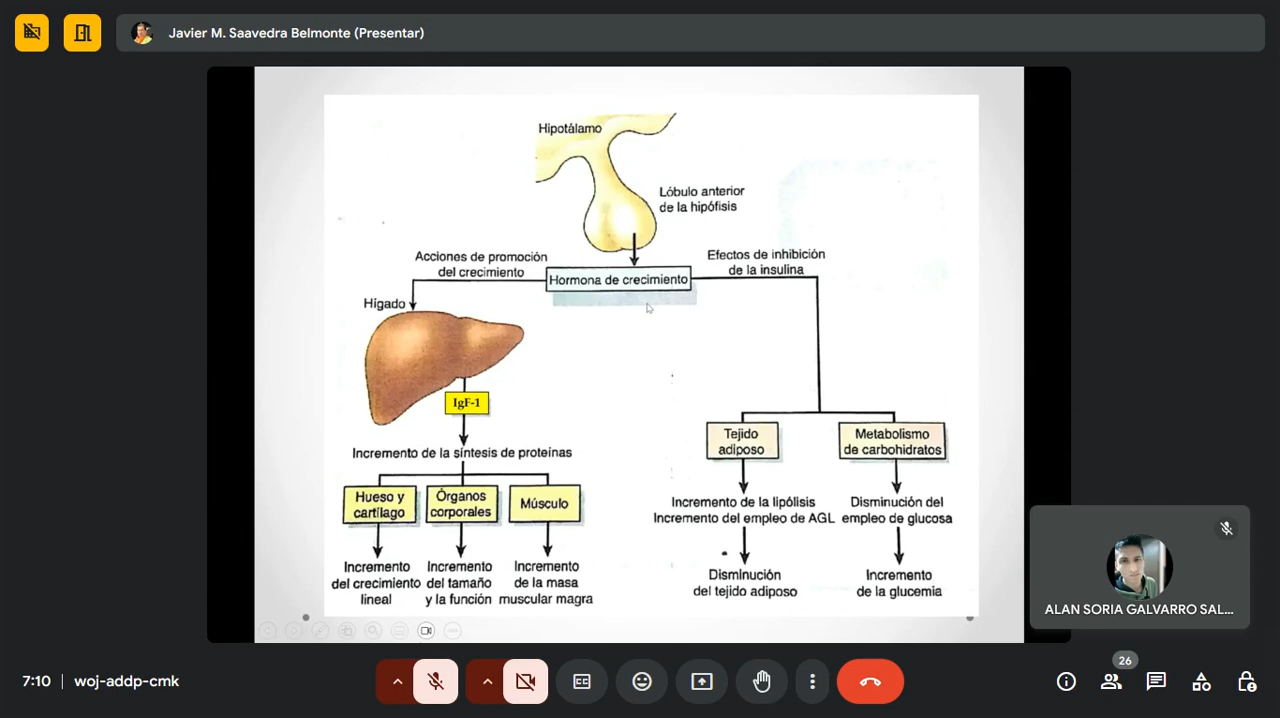 Javier M. Saavedra Belmonte (Presentar)
Hipotálamo
Lóbulo anterior
de la hipófisis
Acciones de promoción
del crecimiento
Efectos de inhibición
de la insulina
Hormona de crecimiento
Hígado
IgF-1
Incremento de la síntesis de proteínas
Tejido
adiposo
Metabolismo
de carbohidratos
Hueso y
cartílago
Órganos
corporales
Músculo
Incremento de la lipólisis
Incremento del empleo de AGL
Disminución del
empleo de glucosa
Incremento
del crecimiento
lineal
Incremento
del tamaño
y la función
Incremento
de la masa
muscular magra
Disminución
del tejido adiposo
Incremento
de la glucemia
ALAN SORIA GALVARRO SAL...
7:10 | woj-addp-cmk
26